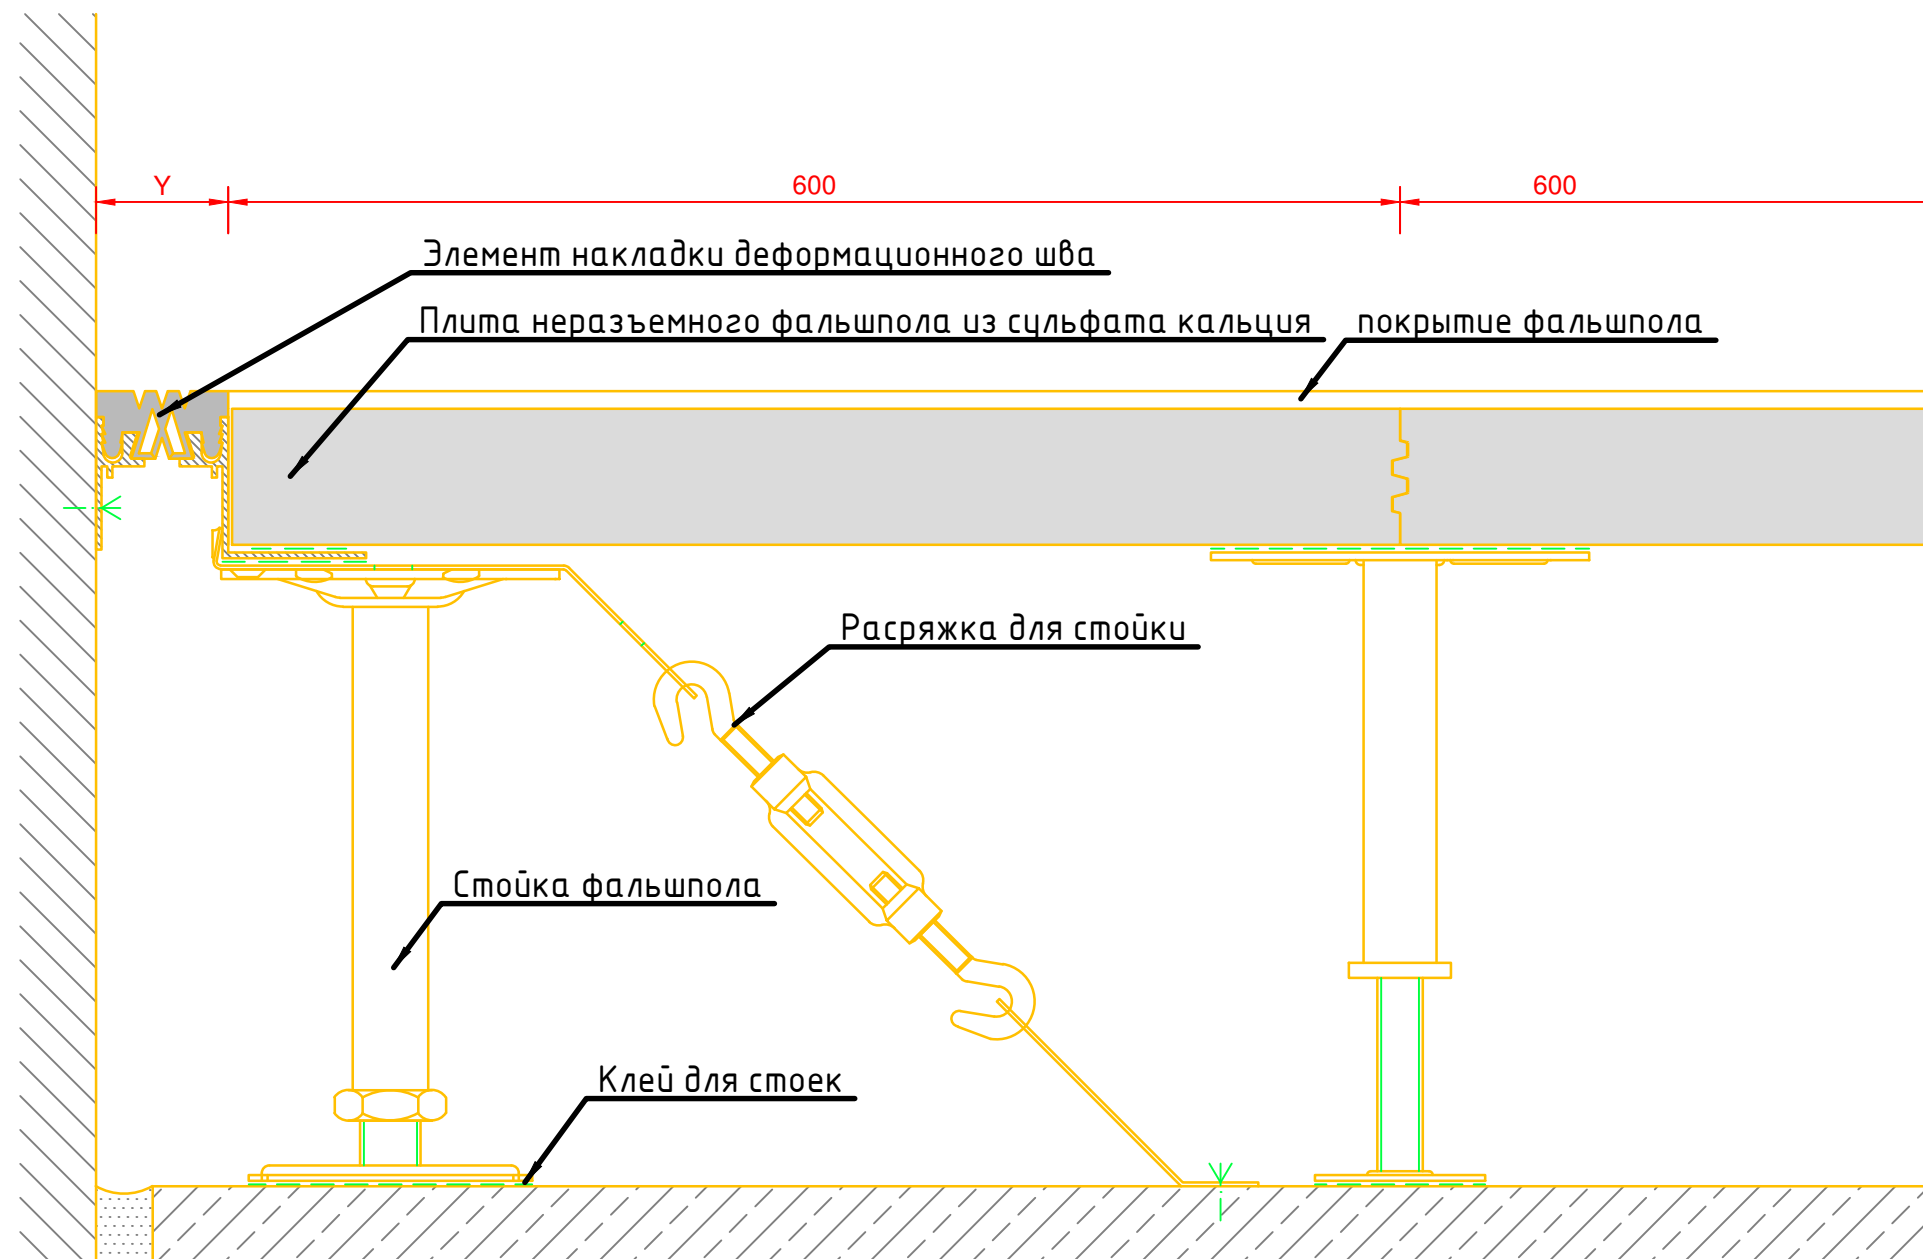 Y
600
600
Элемент накладки деформационного шва
Плита неразъемного фальшпола из сульфата кальция
покрытие фальшпола
Расряжка для стойки
Стойка фальшпола
Клей для стоек